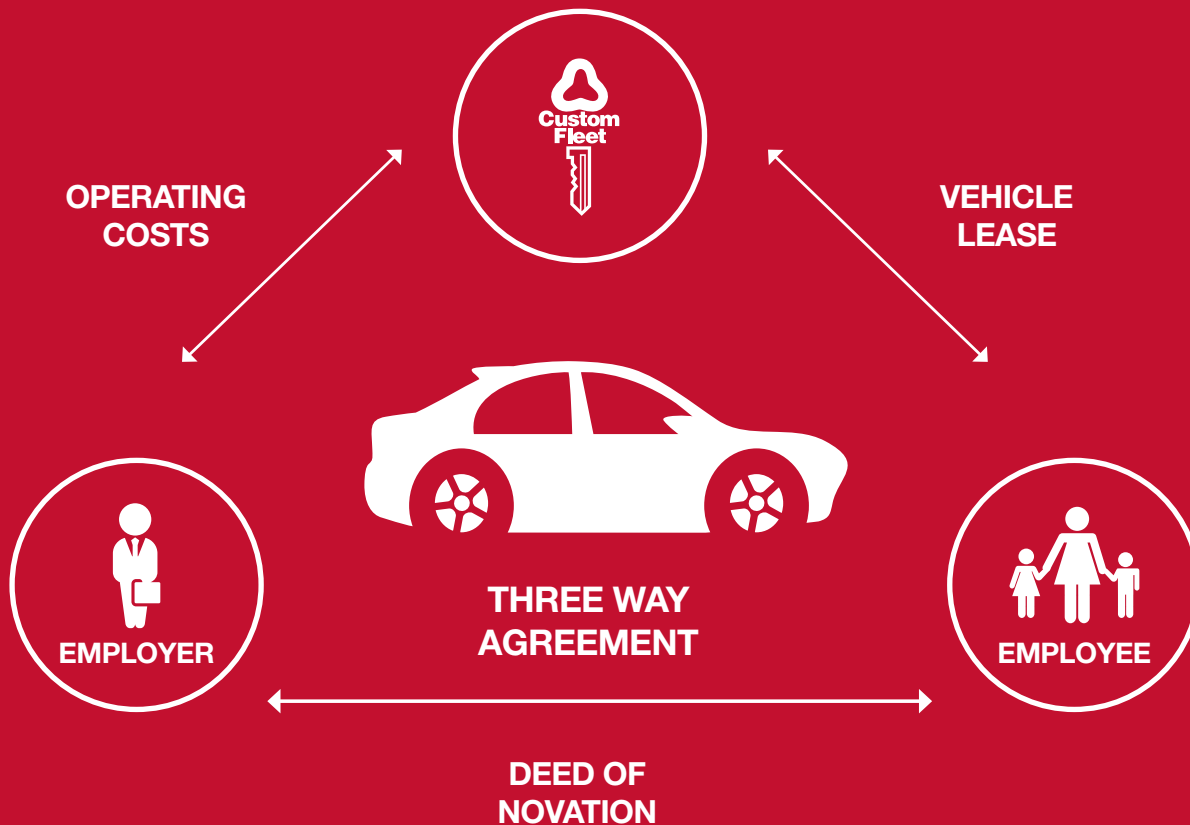 Custom
Fleet
OPERATING
COSTS
VEHICLE
LEASE
EMPLOYER
THREE WAY
AGREEMENT
EMPLOYEE
DEED OF
NOVATION